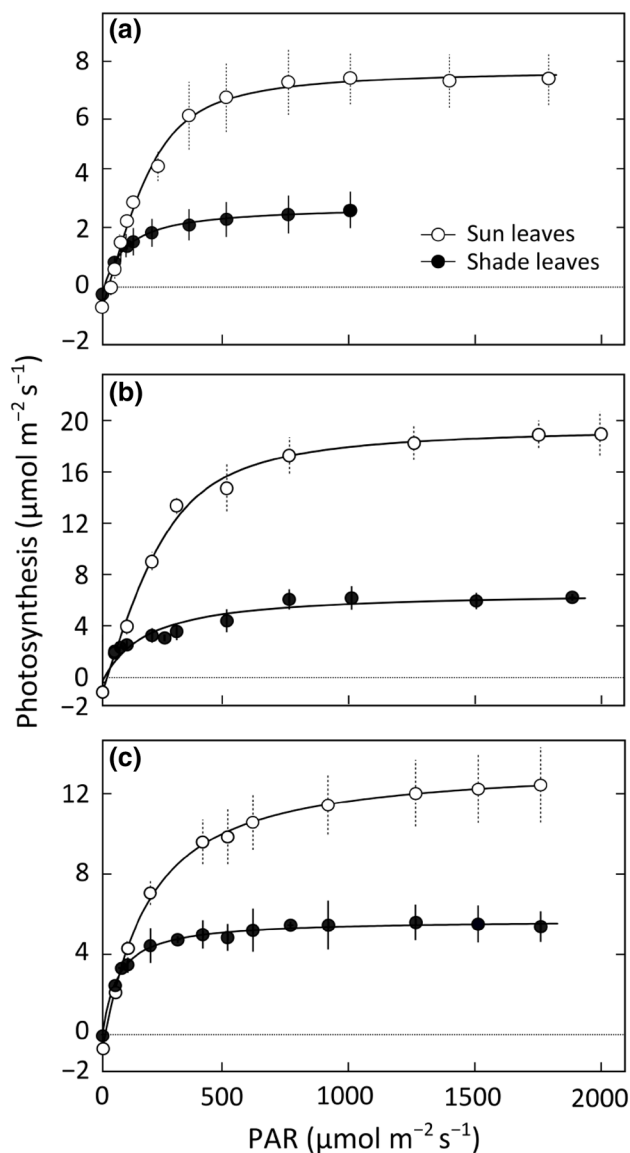 (a)
8
6
4
2
0
−2
Sun leaves
Shade leaves
(b)
20
16
12
8
4
0
−2
Photosynthesis (µmol m⁻² s⁻¹)
(c)
12
8
4
0
−2
0 500 1000 1500 2000
PAR (µmol m⁻² s⁻¹)